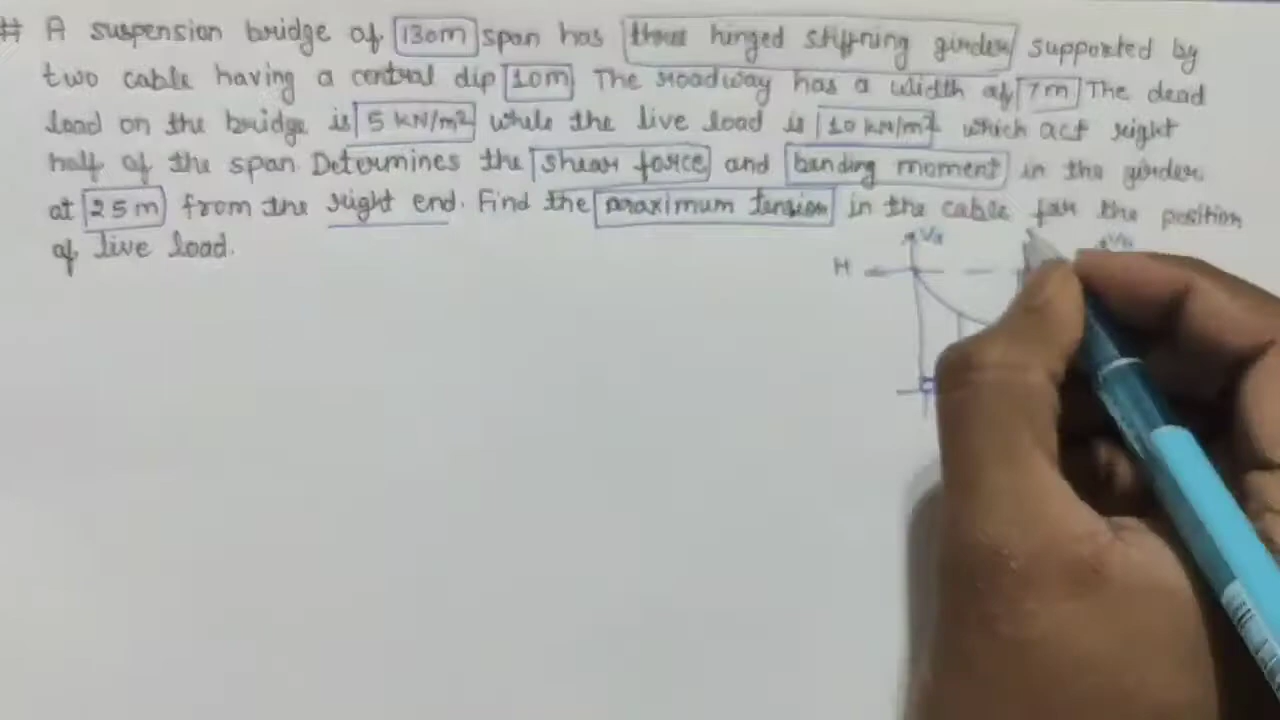 # A suspension bridge of 130m span has three hinged stiffning girder supported by
two cable having a central dip 10m The roadway has a width of 7m The dead
load on the bridge is 5 kN/m² while the live load is 10 kN/m² which act right
half of the span. Determines the shear force and banding moment in the girder
at 25m from the right end. Find the maximum tension in the cable for the position
of live load.
H